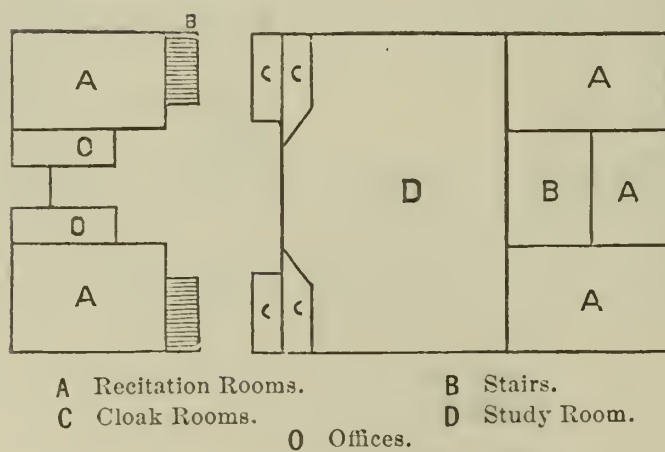 B
A
C C
A
O
D
B A
O
A
C C
A
A Recitation Rooms.
B Stairs.
C Cloak Rooms.
D Study Room.
O Offices.